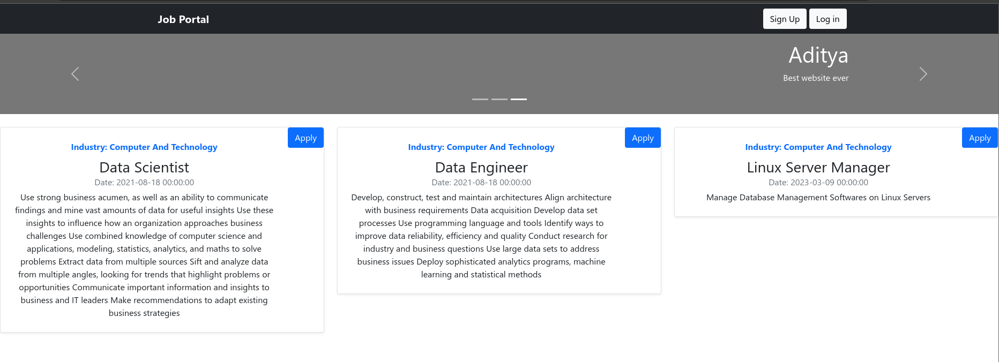 Job Portal
Sign Up
Log in
Aditya
Best website ever
Apply
Industry: Computer And Technology
Data Scientist
Date: 2021-08-18 00:00:00
Use strong business acumen, as well as an ability to communicate
findings and mine vast amounts of data for useful insights Use these
insights to influence how an organization approaches business
challenges Use combined knowledge of computer science and
applications, modeling, statistics, analytics, and maths to solve
problems Extract data from multiple sources Sift and analyze data
from multiple angles, looking for trends that highlight problems or
opportunities Communicate important information and insights to
business and IT leaders Make recommendations to adapt existing
business strategies
Apply
Industry: Computer And Technology
Data Engineer
Date: 2021-08-18 00:00:00
Develop, construct, test and maintain architectures Align architecture
with business requirements Data acquisition Develop data set
processes Use programming language and tools Identify ways to
improve data reliability, efficiency and quality Conduct research for
industry and business questions Use large data sets to address
business issues Deploy sophisticated analytics programs, machine
learning and statistical methods
Apply
Industry: Computer And Technology
Linux Server Manager
Date: 2023-03-09 00:00:00
Manage Database Management Softwares on Linux Servers